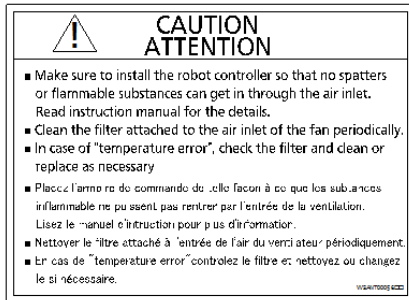 CAUTION
ATTENTION
■ Make sure to install the robot controller so that no spatters
or flammable substances can get in through the air inlet.
Read instruction manual for the details.
■ Clean the filter attached to the air inlet of the fan periodically.
■ In case of "temperature error", check the filter and clean or
replace as necessary
■ Placez l'armoire de commande de telle facon à ce que les substances
inflammable ne puissent pas rentrer par l'entrée de la ventilation.
Lisez le manuel d'intruction pour plus d'information.
■ Nettoyer le filtre attaché à l'entrée de l'air du ventilateur périodiquement.
■ En cas de "temperature error" controlez le filtre et nettoyez ou changez
le si nécessaire.